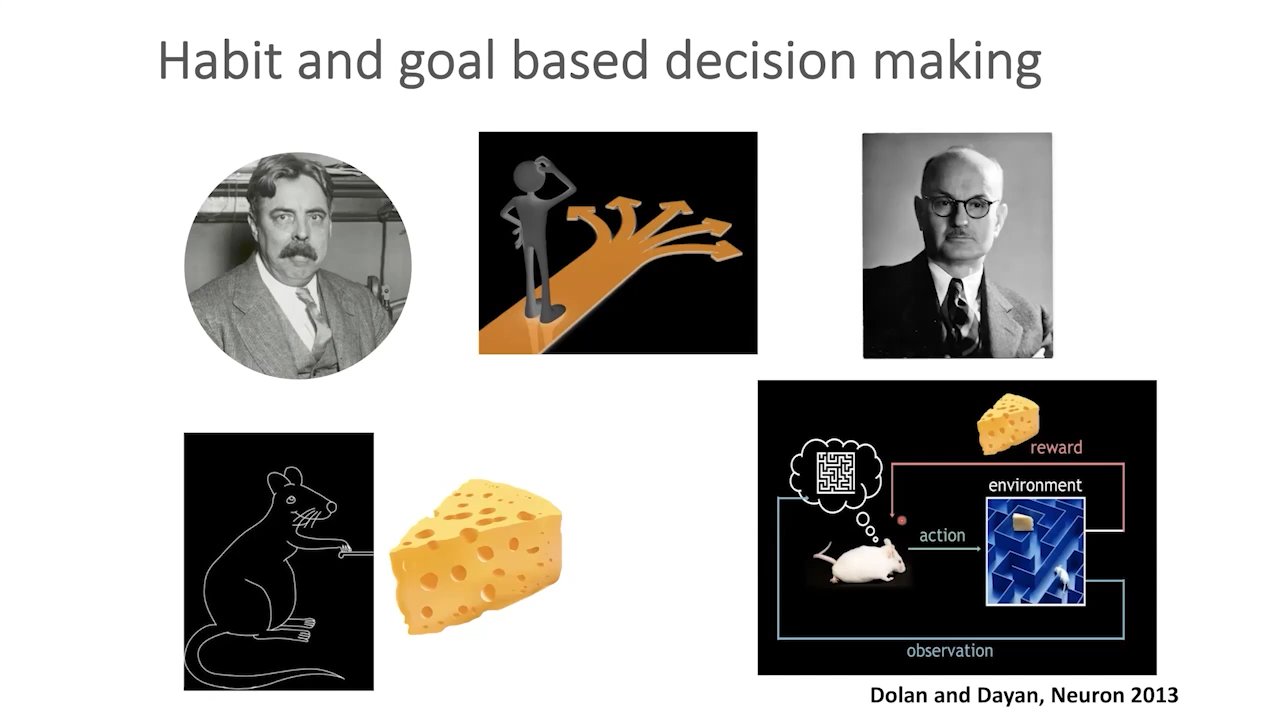 Habit and goal based decision making
reward
environment
action
observation
Dolan and Dayan, Neuron 2013